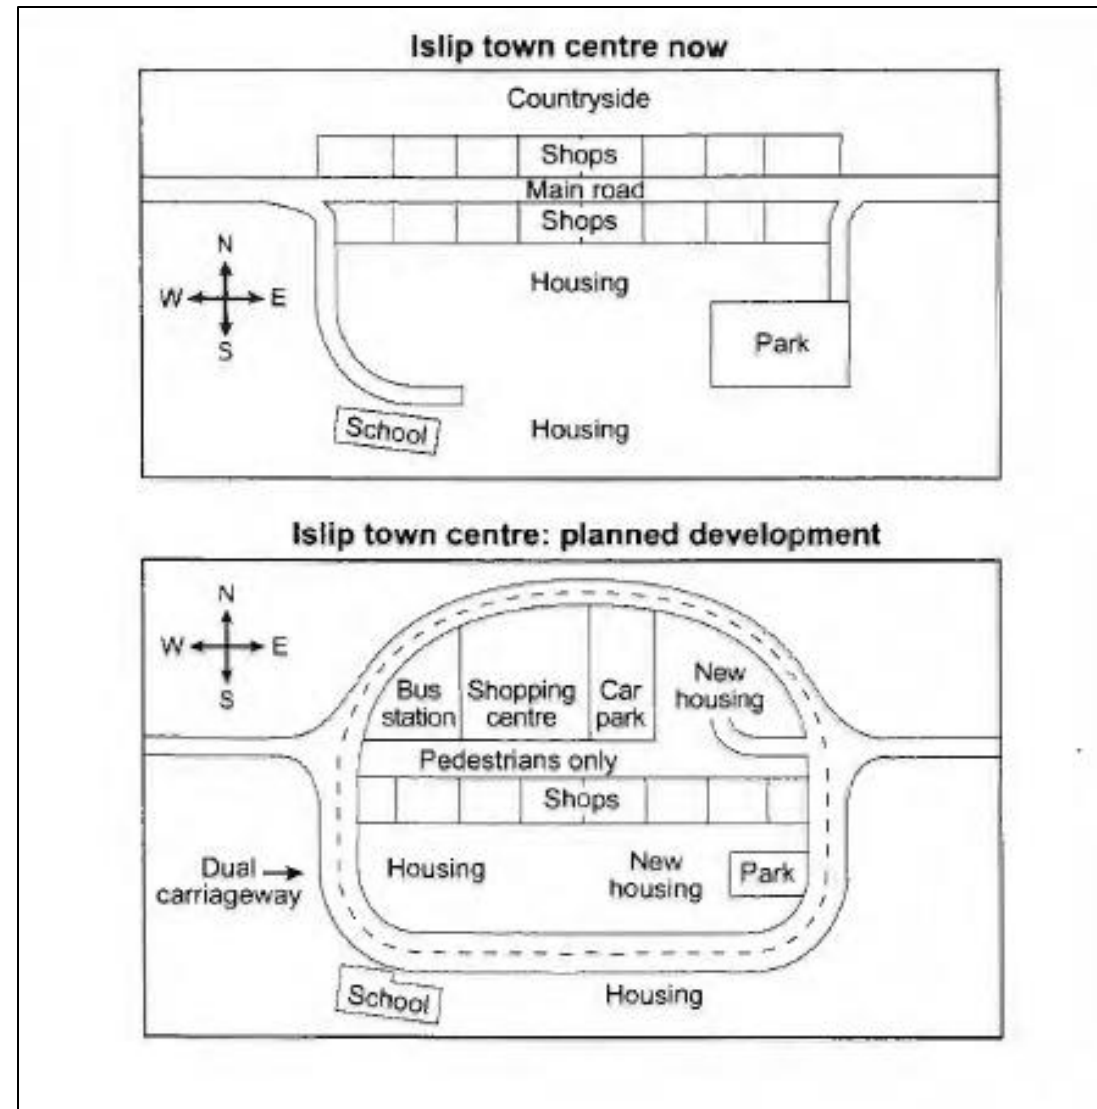 Islip town centre now
Countryside
Shops
Main road
Shops
N
W E
S
Housing
Park
School
Housing
Islip town centre: planned development
N
W E
S
Bus
station
Shopping
centre
Car
park
New
housing
Pedestrians only
Shops
Dual
carriageway
Housing
New
housing
Park
School
Housing